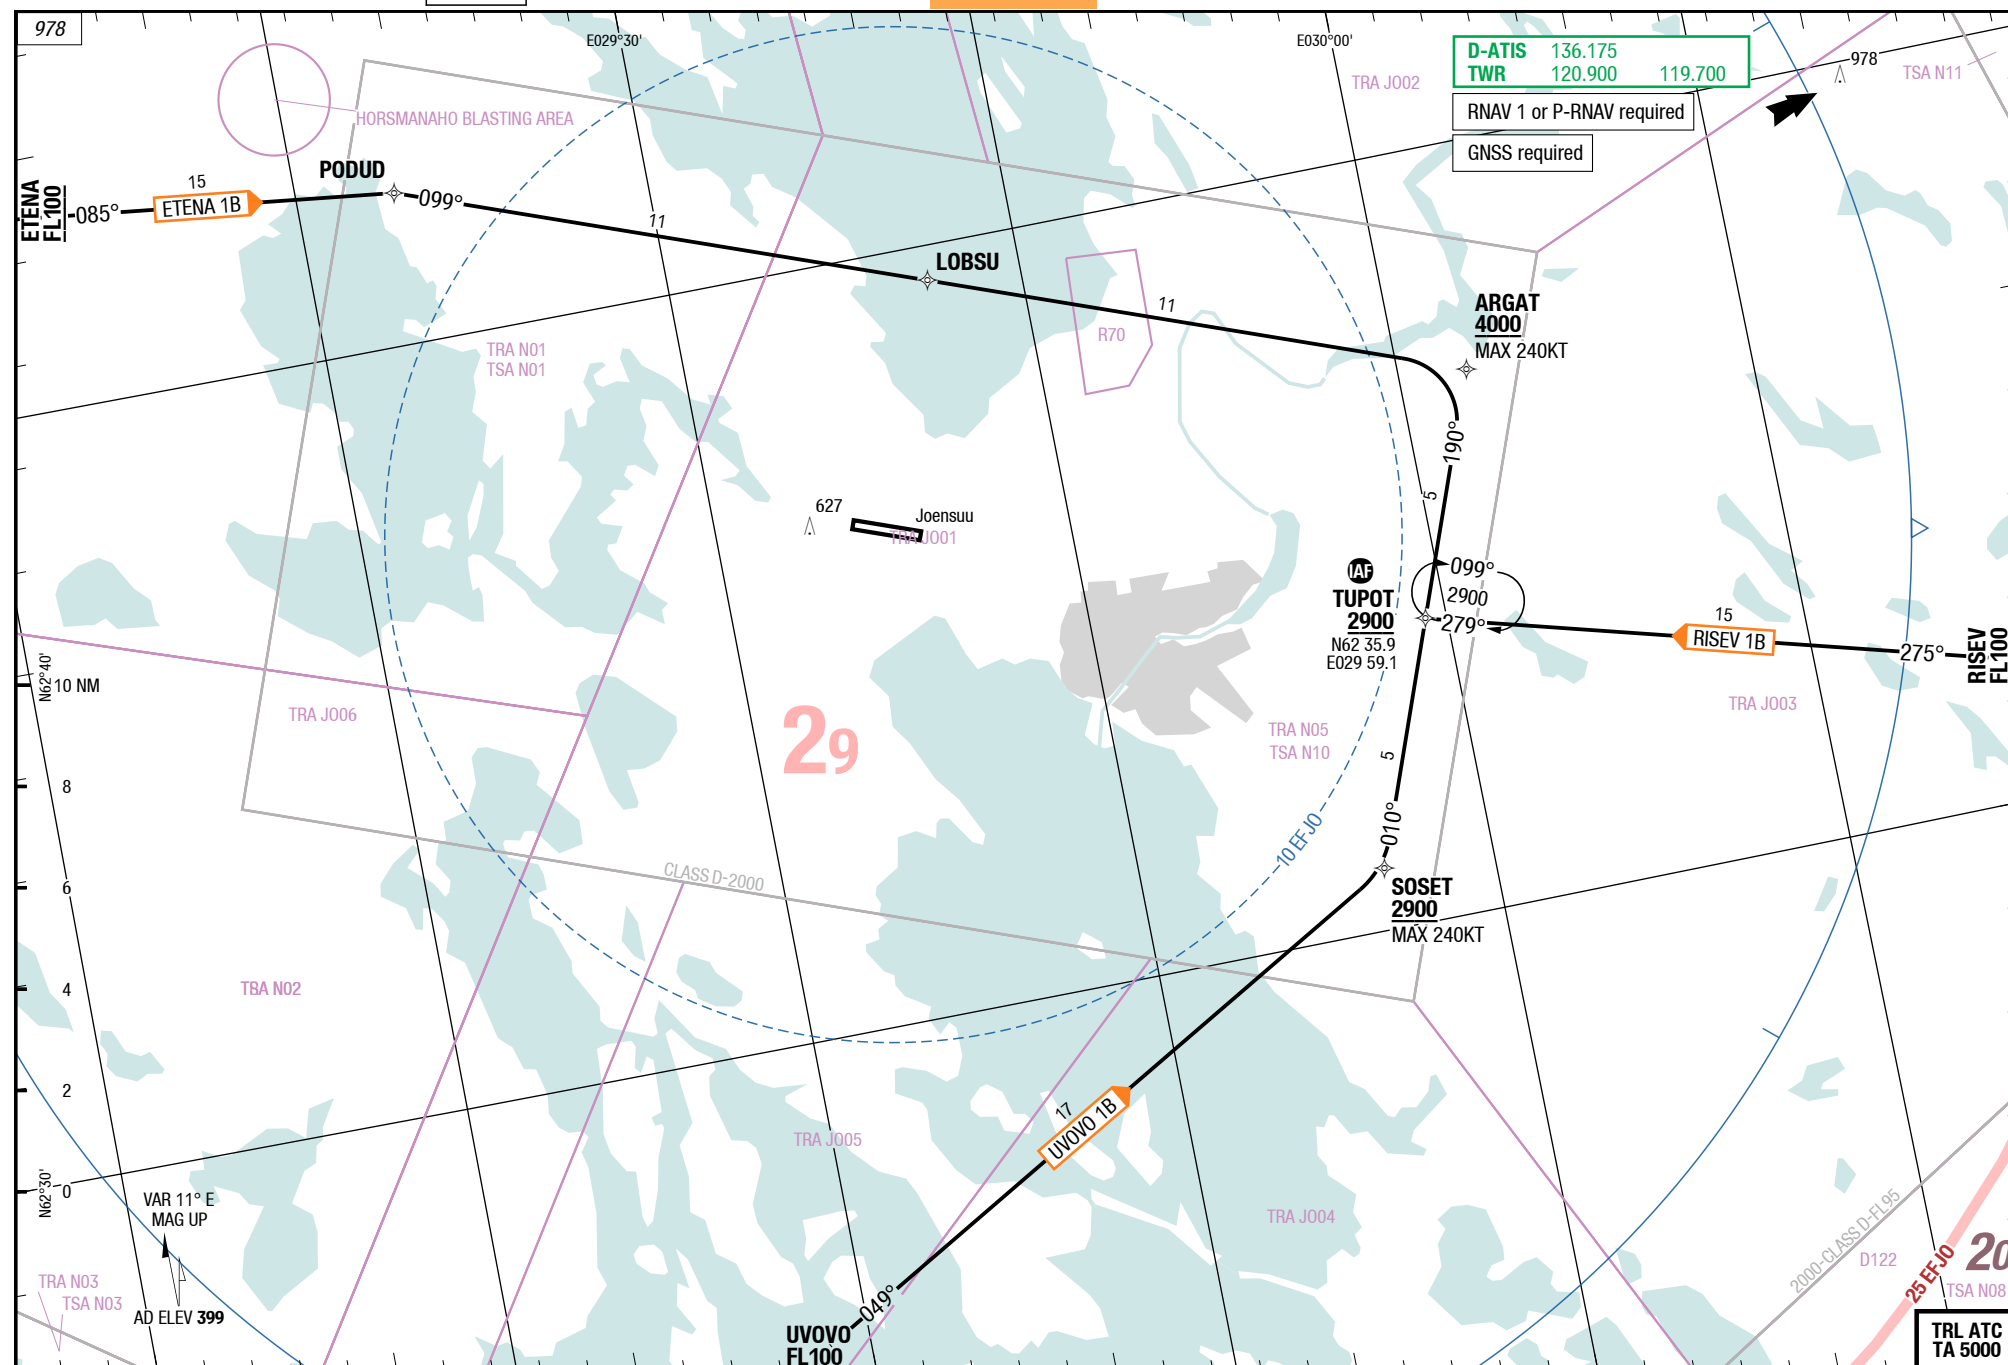 978
E029°30'
E030°00'
D-ATIS 136.175
TWR 120.900 119.700
RNAV 1 or P-RNAV required
GNSS required
978
TSA N11
TRA J002
HORSMANAHO BLASTING AREA
PODUD
ETENA
FL100
085°
15
ETENA 1B
099°
11
LOBSU
11
R70
ARGAT
4000
MAX 240KT
TRA N01
TSA N01
190°
5
627
Joensuu
TRA J001
IAF
TUPOT
2900
N62 35.9
E029 59.1
099°
2900
279°
15
RISEV 1B
275°
RISEV
FL100
N62°40'
10 NM
TRA J006
29
TRA N05
TSA N10
TRA J003
5
8
10 EFJO
010°
CLASS D-2000
6
SOSET
2900
MAX 240KT
TBA N02
4
2
17
UVOVO 1B
TRA J005
N62°30'
0
VAR 11° E
MAG UP
TRA J004
2000-CLASS D-FL95
D122
20
25 EFJO
TSA N08
TRA N03
TSA N03
AD ELEV 399
049°
UVOVO
FL100
TRL ATC
TA 5000